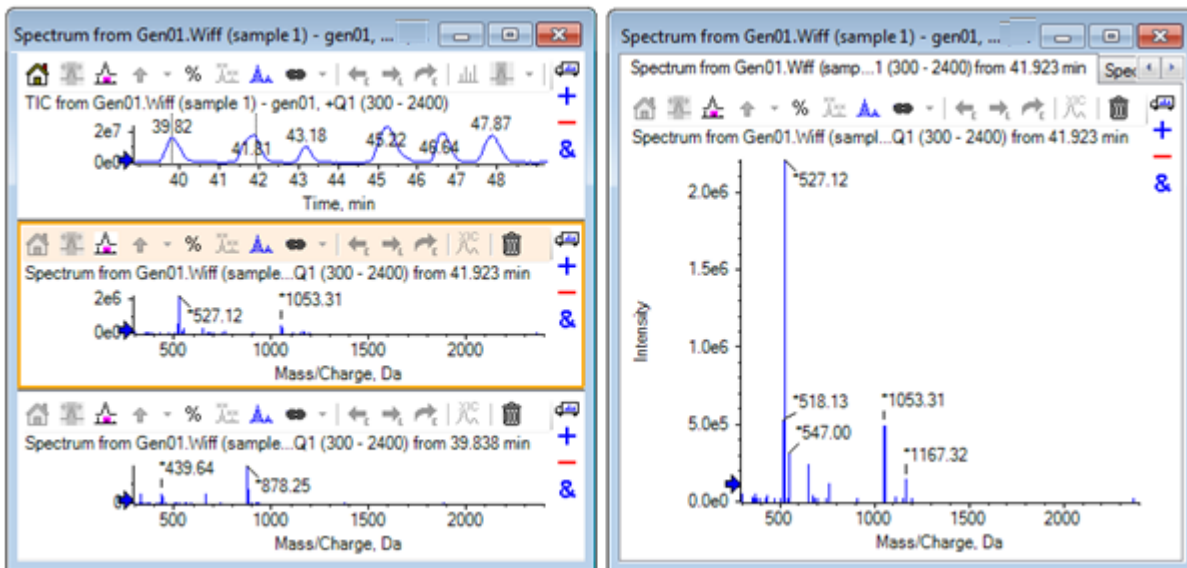 Spectrum from Gen01.Wiff (sample 1) - gen01, ...
%
TIC from Gen01.Wiff (sample 1) - gen01, +Q1 (300 - 2400)
2e7
0e0
39.82
41.81
43.18
45.22
46.64
47.87
40 41 42 43 44 45 46 47 48
Time, min
+
&
%
Spectrum from Gen01.Wiff (sample...Q1 (300 - 2400) from 41.923 min
2e6
0e0
*527.12
*1053.31
500 1000 1500 2000
Mass/Charge, Da
+
&
%
Spectrum from Gen01.Wiff (sample...Q1 (300 - 2400) from 39.838 min
*439.64
*878.25
500 1000 1500 2000
Mass/Charge, Da
+
&
Spectrum from Gen01.Wiff (sample 1) - gen01, ...
Spectrum from Gen01.Wiff (samp...1 (300 - 2400) from 41.923 min
Spec
%
Spectrum from Gen01.Wiff (sampl...Q1 (300 - 2400) from 41.923 min
+
&
Intensity
2.0e6
1.5e6
1.0e6
5.0e5
0.0e0
*527.12
*518.13
*547.00
*1053.31
*1167.32
500 1000 1500 2000
Mass/Charge, Da